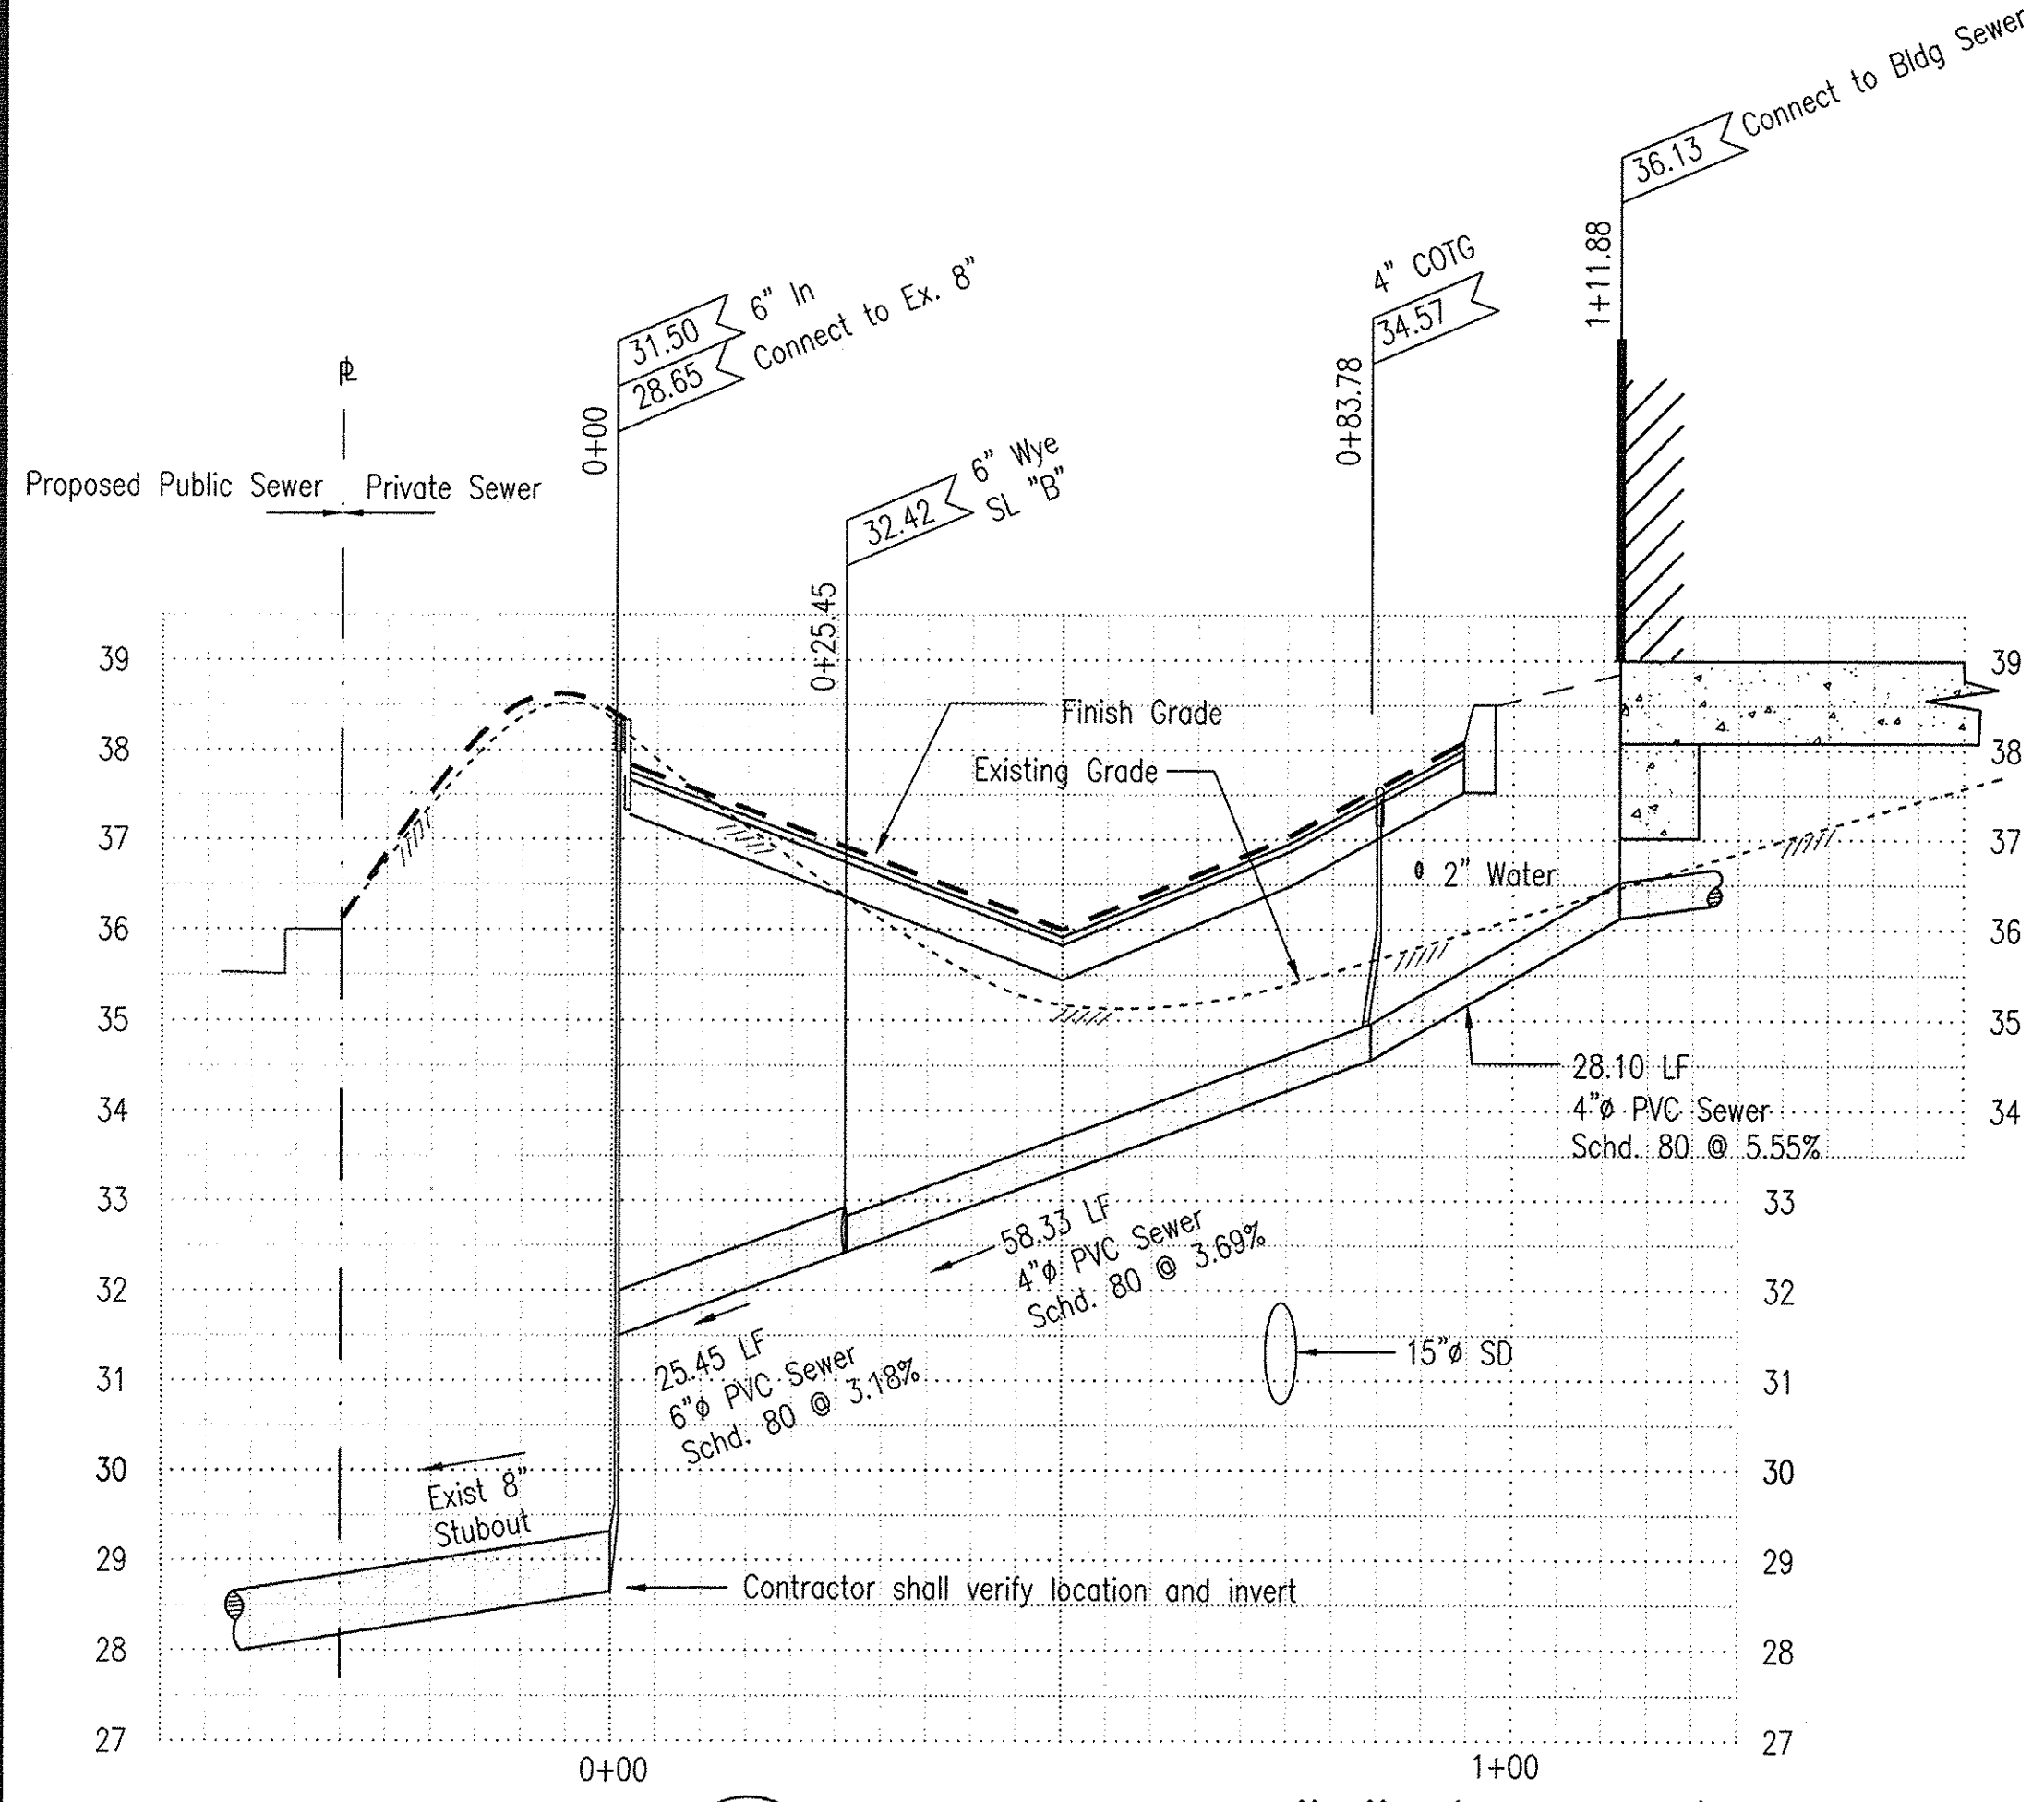 36.13 Connect to Bldg Sewer
1+11.88
4" COTG
34.57
0+83.78
31.50 6" In
28.65 Connect to Ex. 8"
0+00
℄
Proposed Public Sewer Private Sewer
32.42 6" Wye
SL "B"
0+25.45
39 39
Finish Grade
38 38
Existing Grade
37 37
2" Water
36 36
35 35
28.10 LF
4"ø PVC Sewer
Schd. 80 @ 5.55%
34 34
33 33
58.33 LF
4"ø PVC Sewer
Schd. 80 @ 3.69%
32 32
25.45 LF
6"ø PVC Sewer
Schd. 80 @ 3.18%
15"ø SD
31 31
30 30
Exist 8"
Stubout
29 29
Contractor shall verify location and invert
28 28
27 27
0+00 1+00